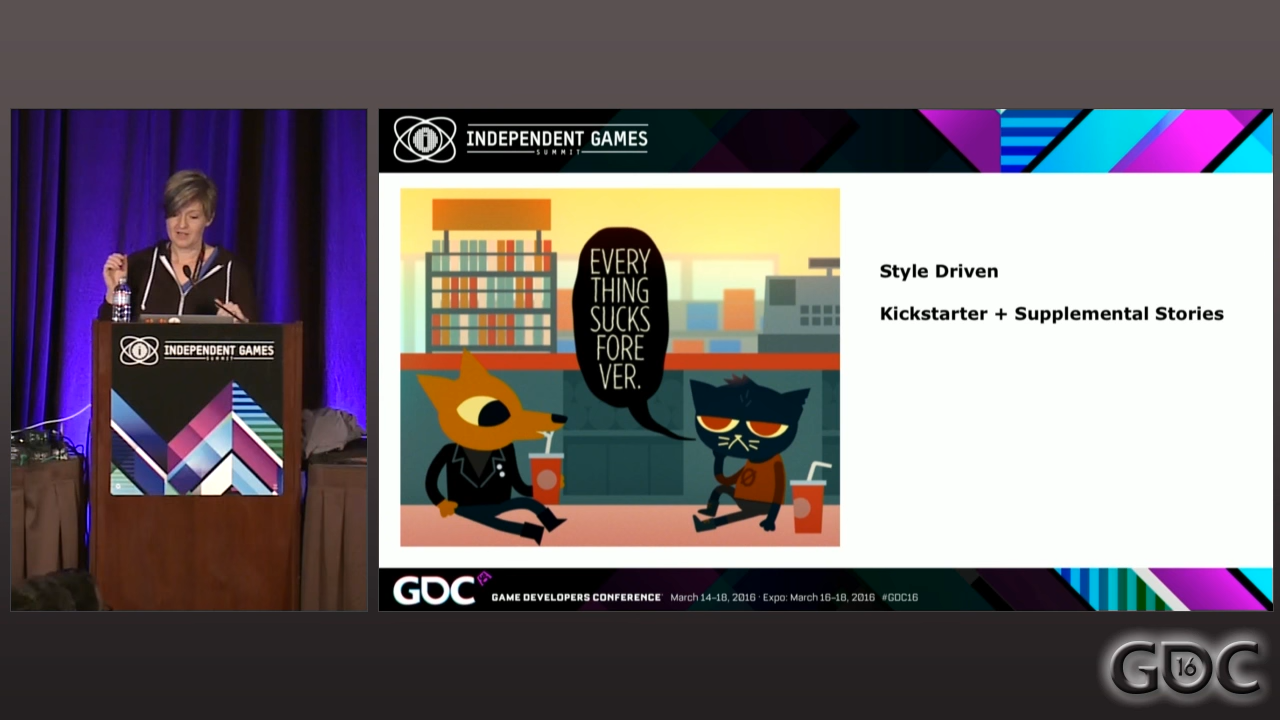 INDEPENDENT GAMES
SUMMIT
EVERY
THING
SUCKS
FORE
VER.
Style Driven
Kickstarter + Supplemental Stories
INDEPENDENT GAMES
GDC
GAME DEVELOPERS CONFERENCE March 14–18, 2016 · Expo: March 16–18, 2016 #GDC16
GDC
16